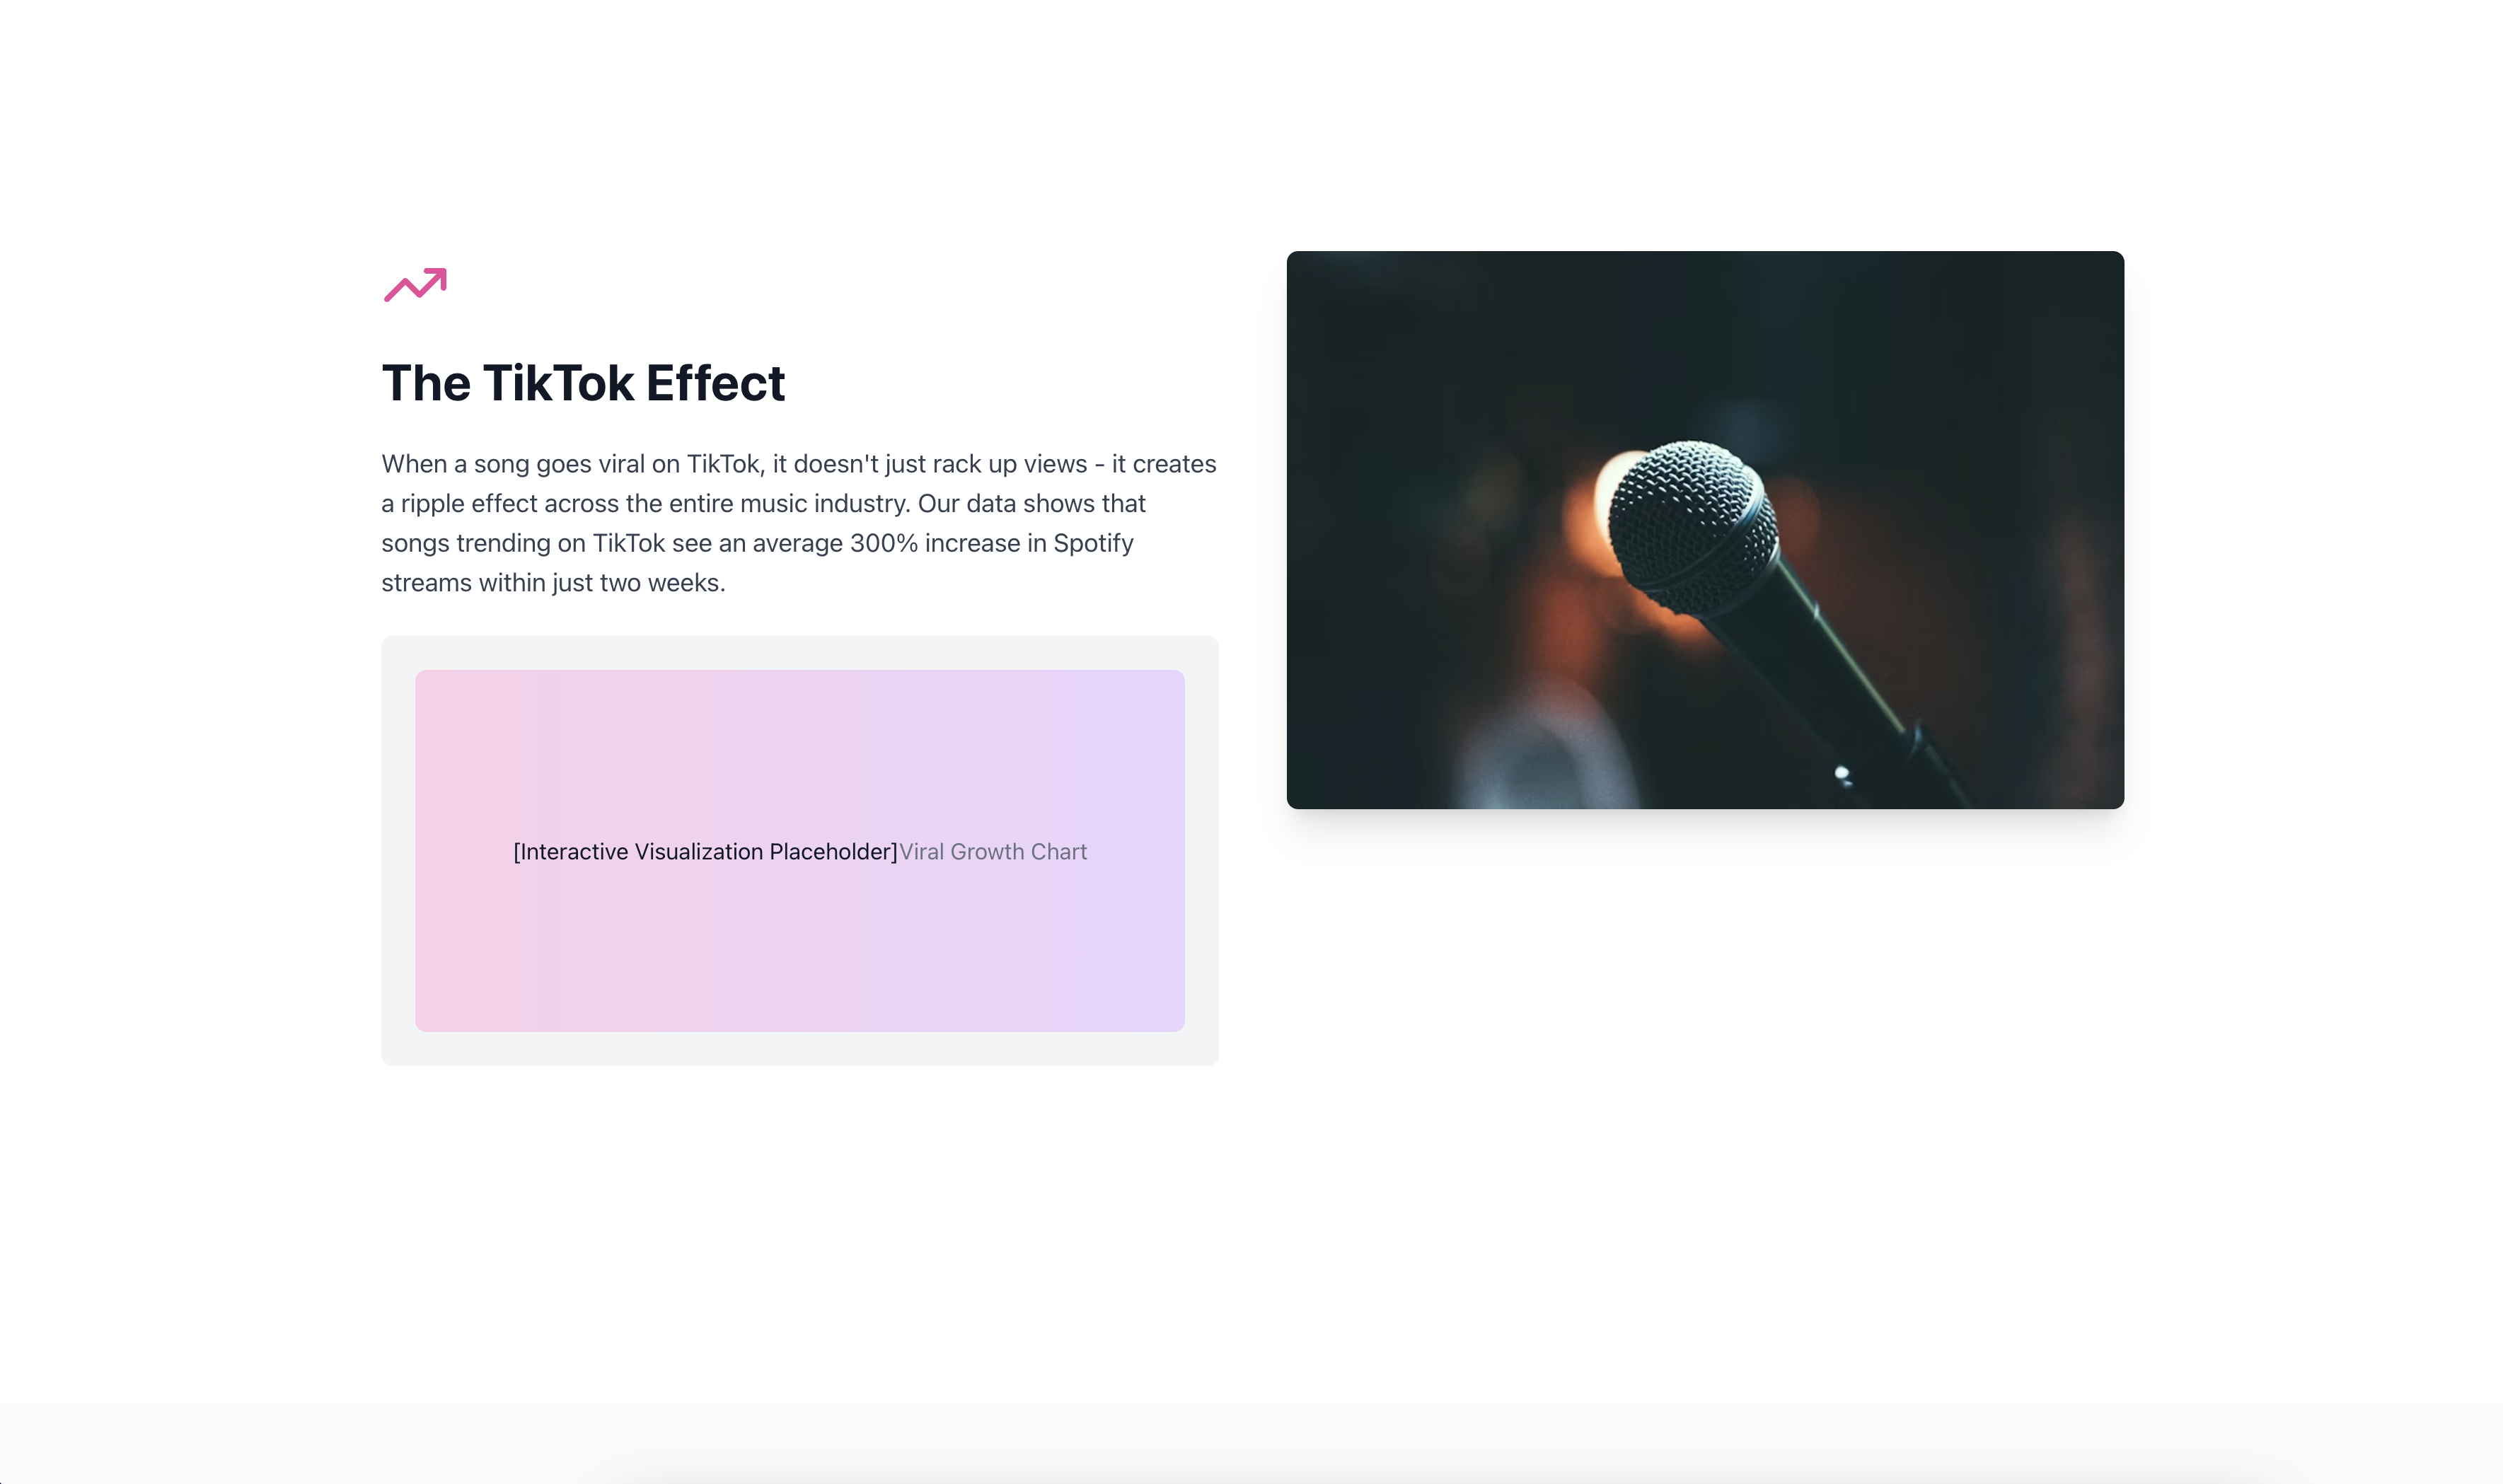 The TikTok Effect
When a song goes viral on TikTok, it doesn't just rack up views - it creates
a ripple effect across the entire music industry. Our data shows that
songs trending on TikTok see an average 300% increase in Spotify
streams within just two weeks.
[Interactive Visualization Placeholder]Viral Growth Chart